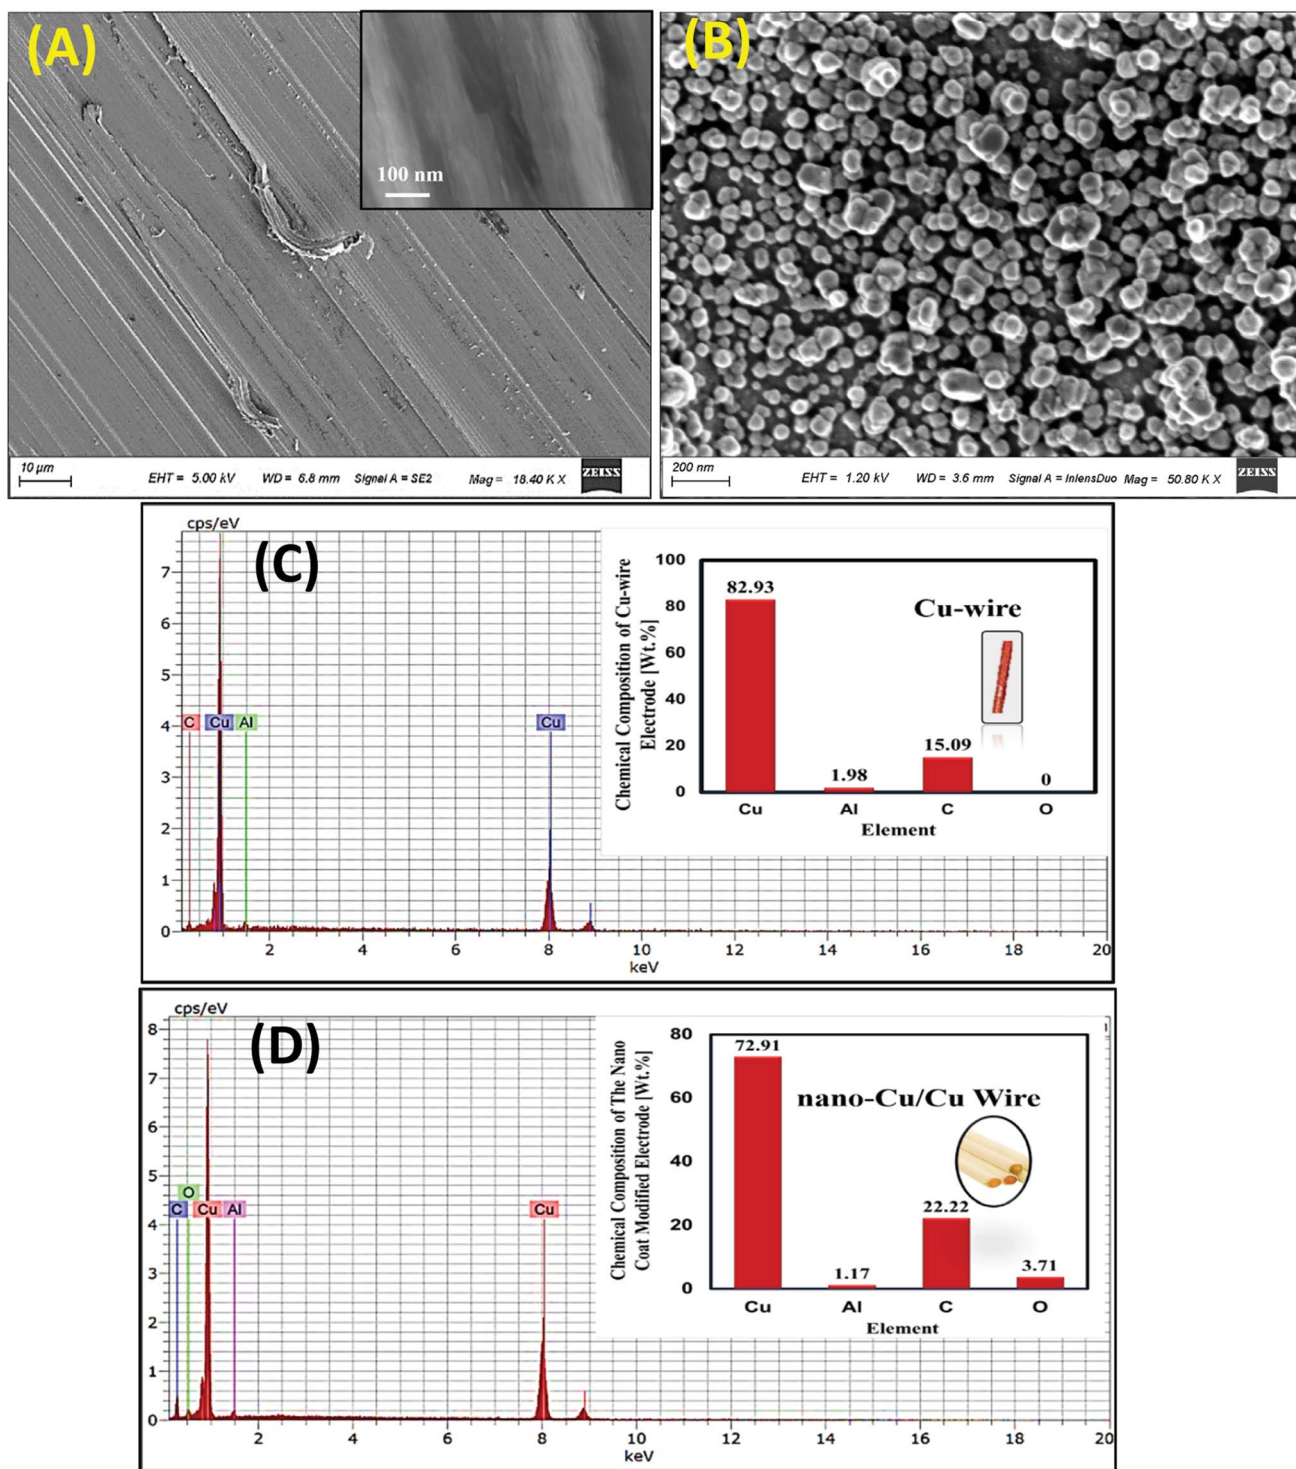 (A)
100 nm
10 µm
EHT = 5.00 kV WD = 6.8 mm Signal A = SE2 Mag = 18.40 K X
ZEISS
(B)
200 nm
EHT = 1.20 kV WD = 3.6 mm Signal A = InlensDuo Mag = 50.80 K X
ZEISS
cps/eV
(C)
7
6
5
4
3
2
1
0
C Cu Al Cu
2 4 6 8 10 12 14 16 18 20
keV
Chemical Composition of Cu-wire
Electrode [Wt.%]
100
80
60
40
20
0
82.93
1.98
15.09
0
Cu-wire
Cu Al C O
Element
cps/eV
(D)
8
7
6
5
4
3
2
1
0
O
C Cu Al Cu
2 4 6 8 10 12 14 16 18 20
keV
Chemical Composition of The Nano
Coat Modified Electrode [Wt.%]
80
60
40
20
0
72.91
1.17
22.22
3.71
nano-Cu/Cu Wire
Cu Al C O
Element